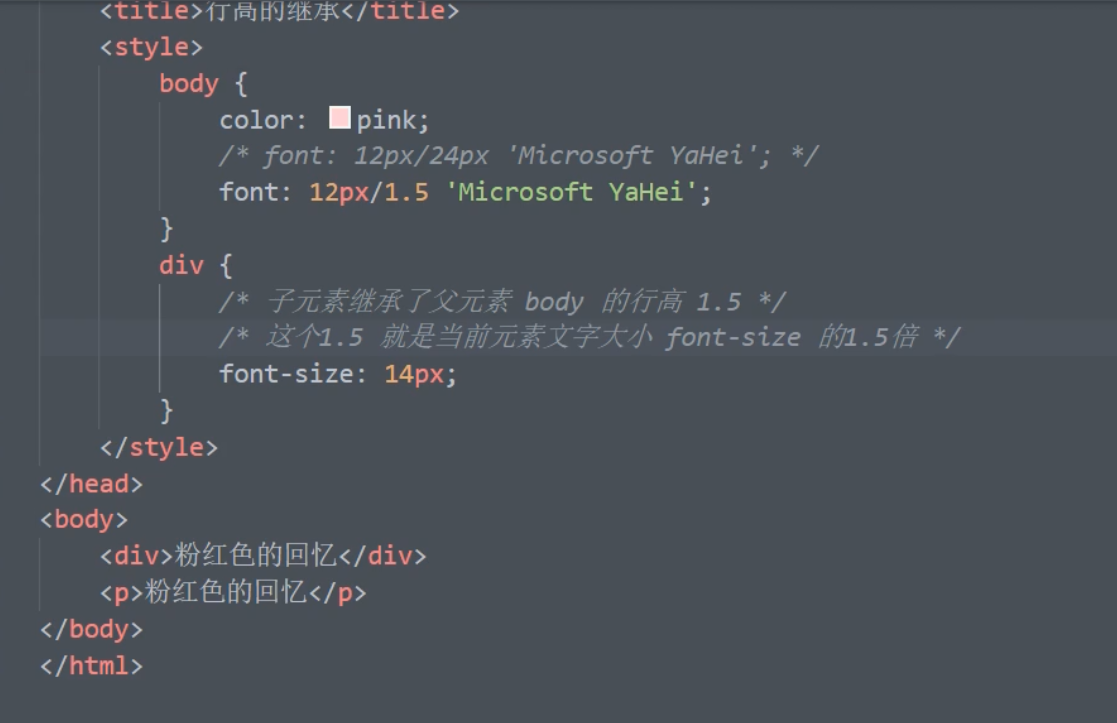 <title>行高的继承</title>
<style>
body {
color: pink;
/* font: 12px/24px 'Microsoft YaHei'; */
font: 12px/1.5 'Microsoft YaHei';
}
div {
/* 子元素继承了父元素 body 的行高 1.5 */
/* 这个1.5 就是当前元素文字大小 font-size 的1.5倍 */
font-size: 14px;
}
</style>
</head>
<body>
<div>粉红色的回忆</div>
<p>粉红色的回忆</p>
</body>
</html>